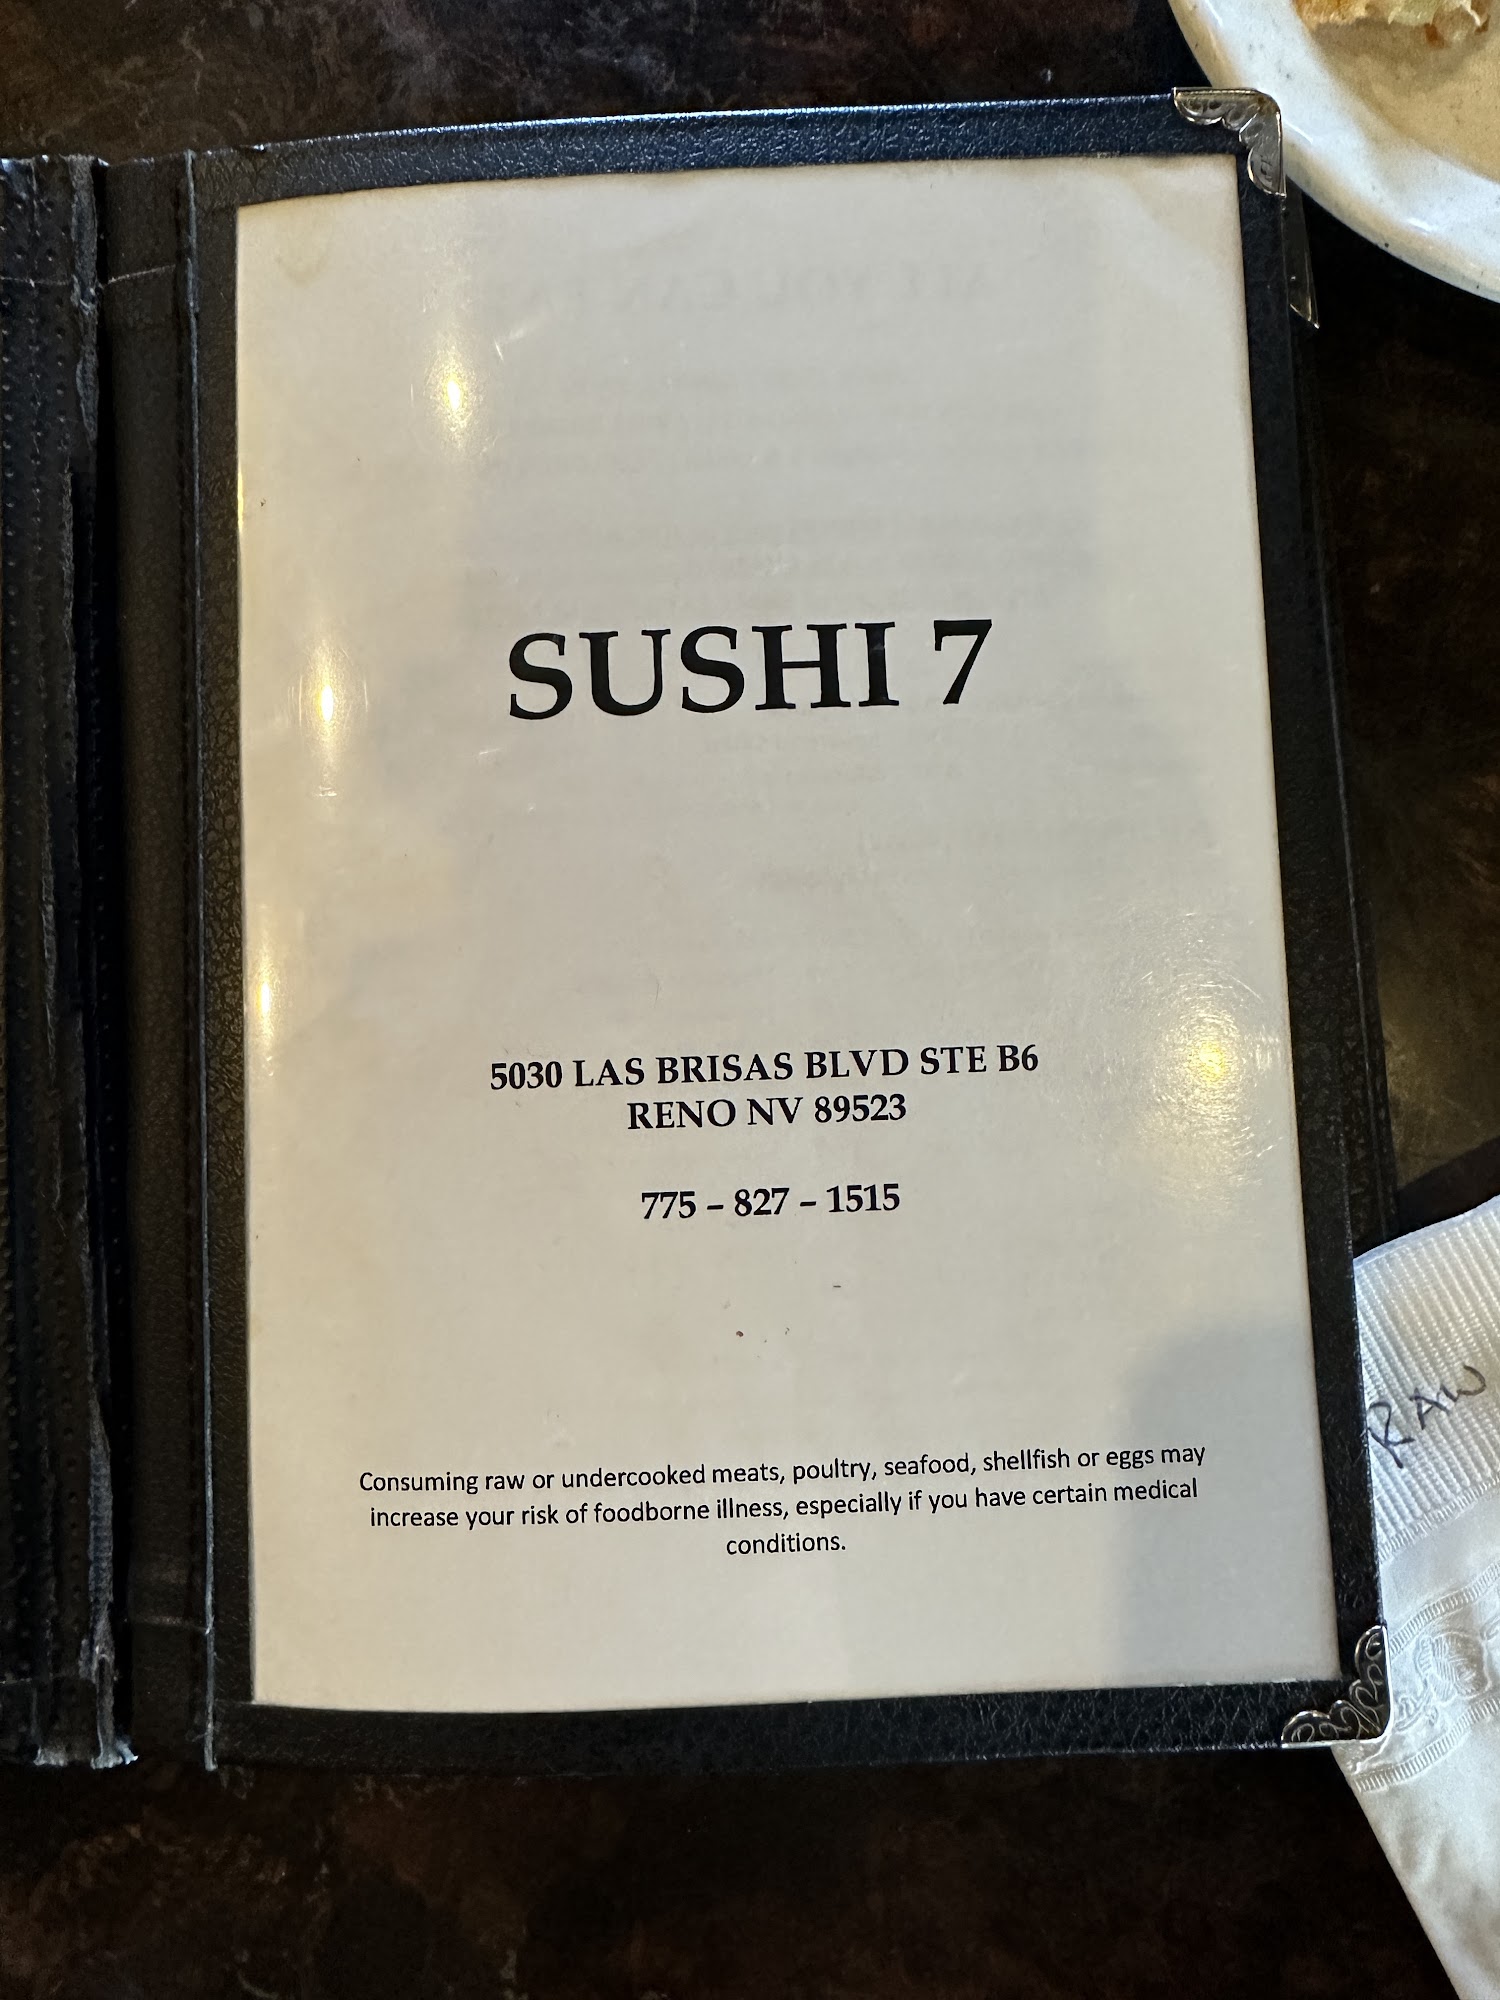 SUSHI 7
5030 LAS BRISAS BLVD STE B6
RENO NV 89523
775 – 827 – 1515
Consuming raw or undercooked meats, poultry, seafood, shellfish or eggs may
increase your risk of foodborne illness, especially if you have certain medical
conditions.
RAW